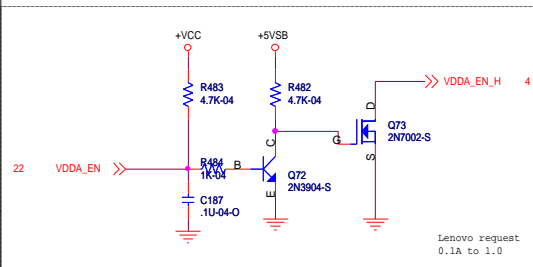 +VCC
+5VSB
R483
4.7K-04
R482
4.7K-04
VDDA_EN_H 4
D
G
Q73
2N7002-S
S
C
22 VDDA_EN
R484
1K-04
B
Q72
2N3904-S
E
C187
.1U-04-O
Lenovo request
0.1A to 1.0